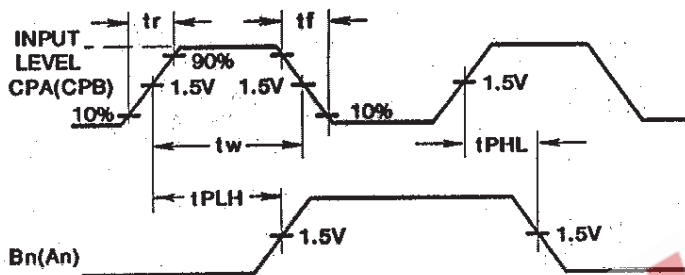 tr
tf
INPUT
LEVEL
CPA(CPB)
90%
1.5V
1.5V
1.5V
10%
10%
tw
tPHL
tPLH
1.5V
1.5V
Bn(An)